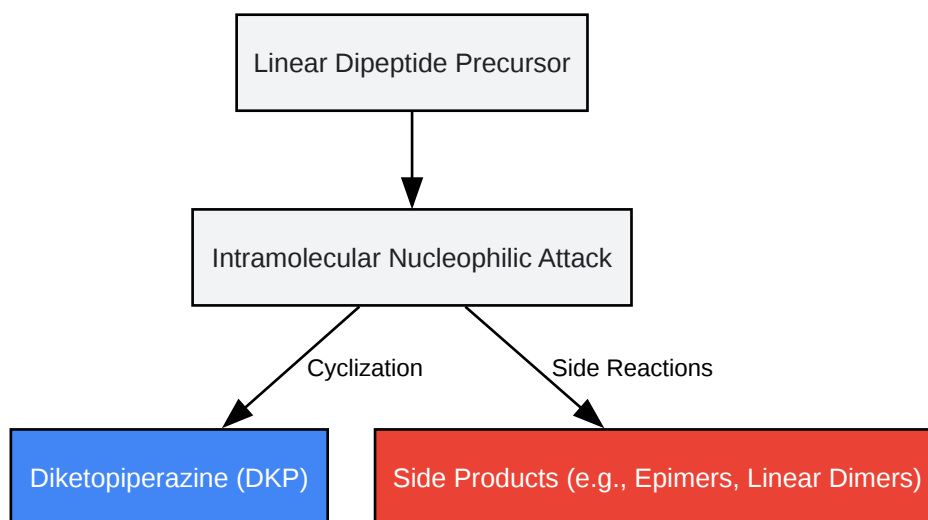 Linear Dipeptide Precursor
Intramolecular Nucleophilic Attack
Cyclization
Side Reactions
Diketopiperazine (DKP)
Side Products (e.g., Epimers, Linear Dimers)